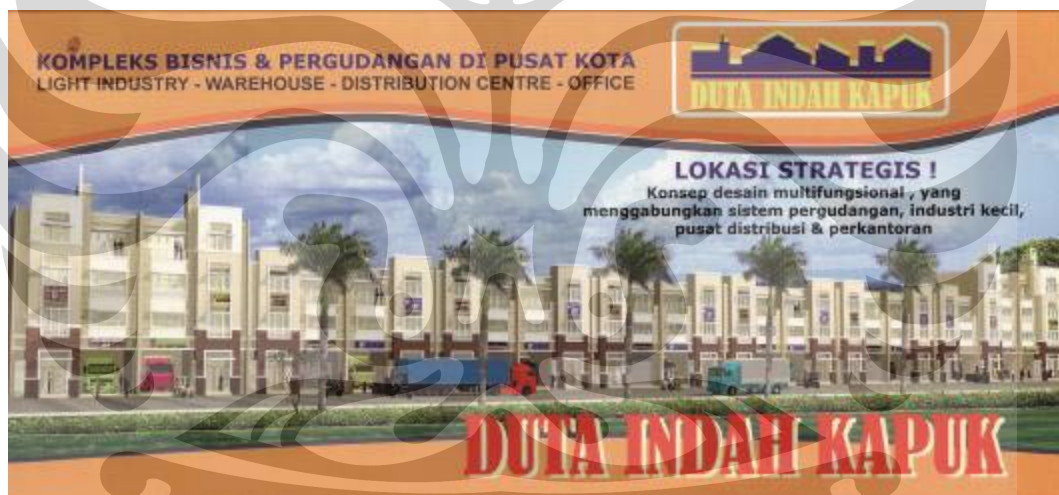 KOMPLEKS BISNIS & PERGUDANGAN DI PUSAT KOTA
LIGHT INDUSTRY - WAREHOUSE - DISTRIBUTION CENTRE - OFFICE
DUTA INDAH KAPUK
LOKASI STRATEGIS !
Konsep desain multifungsional , yang
menggabungkan sistem pergudangan, industri kecil,
pusat distribusi & perkantoran
DUTA INDAH KAPUK